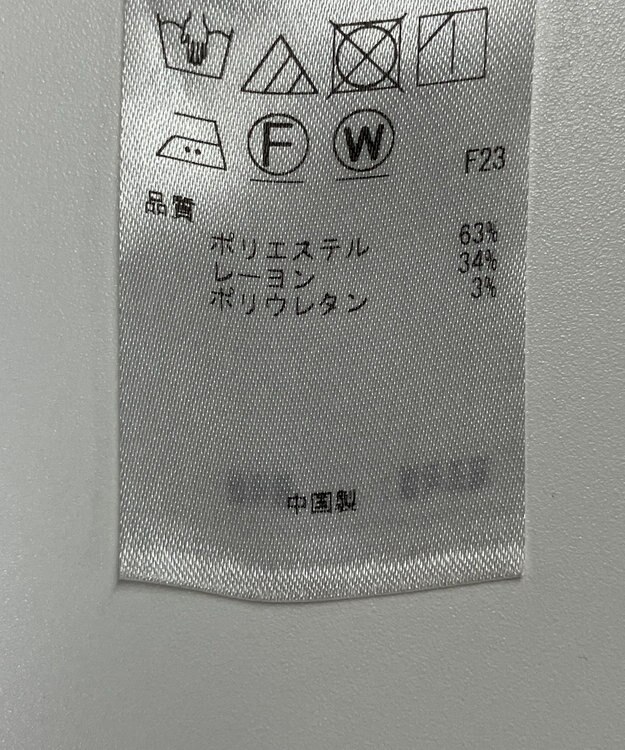 F W
F23
品質
ポリエステル 63%
レーヨン 34%
ポリウレタン 3%
中国製